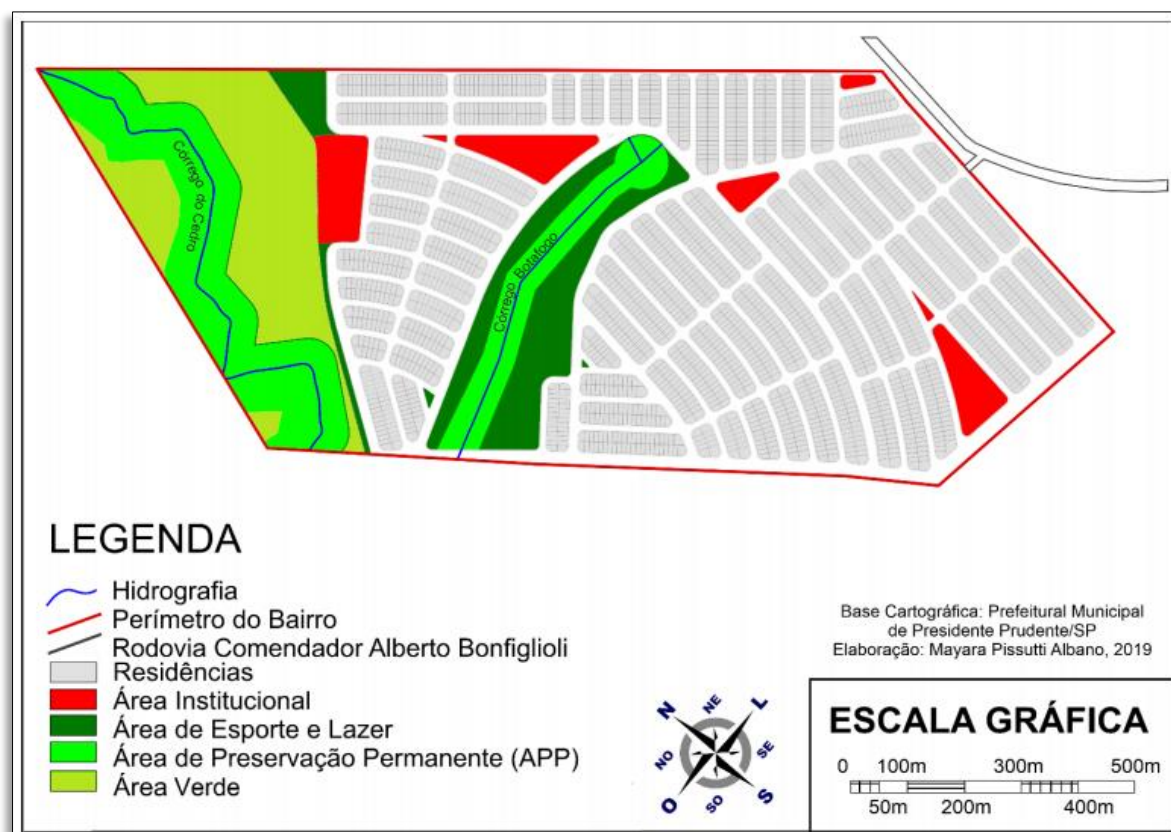 Córrego do Cedro
Córrego Botafogo
LEGENDA
Hidrografia
Perímetro do Bairro
Rodovia Comendador Alberto Bonfiglioli
Residências
Área Institucional
Área de Esporte e Lazer
Área de Preservação Permanente (APP)
Área Verde
Base Cartográfica: Prefeitural Municipal
de Presidente Prudente/SP
Elaboração: Mayara Pissutti Albano, 2019
N
NE
L
NO
SE
O
SO
S
ESCALA GRÁFICA
0 100m 300m 500m
50m 200m 400m